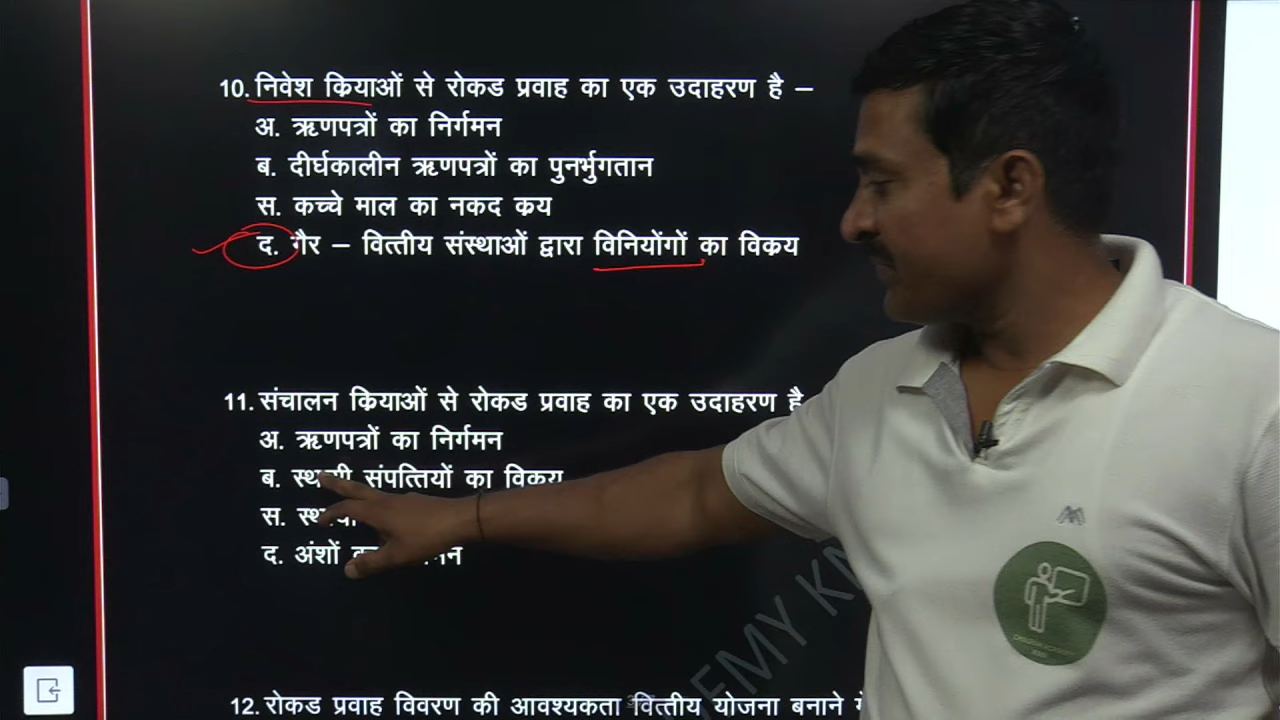 10. निवेश क्रियाओं से रोकड प्रवाह का एक उदाहरण है –
अ. ऋणपत्रों का निर्गमन
ब. दीर्घकालीन ऋणपत्रों का पुनर्भुगतान
स. कच्चे माल का नकद क्रय
द. गैर – वित्तीय संस्थाओं द्वारा विनियोंगों का विक्रय
11. संचालन क्रियाओं से रोकड प्रवाह का एक उदाहरण है
अ. ऋणपत्रों का निर्गमन
ब. संपत्तियों का विक्रय
स.
द. अंशों
12. रोकड प्रवाह विवरण की आवश्यकता वित्तीय योजना बनाने